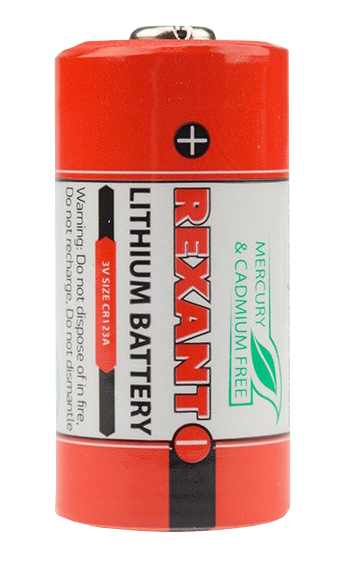 MERCURY
& CADMIUM FREE
REXANT
LITHIUM BATTERY
3V SIZE CR123A
Warning: Do not dispose of in fire.
Do not recharge. Do not dismantle